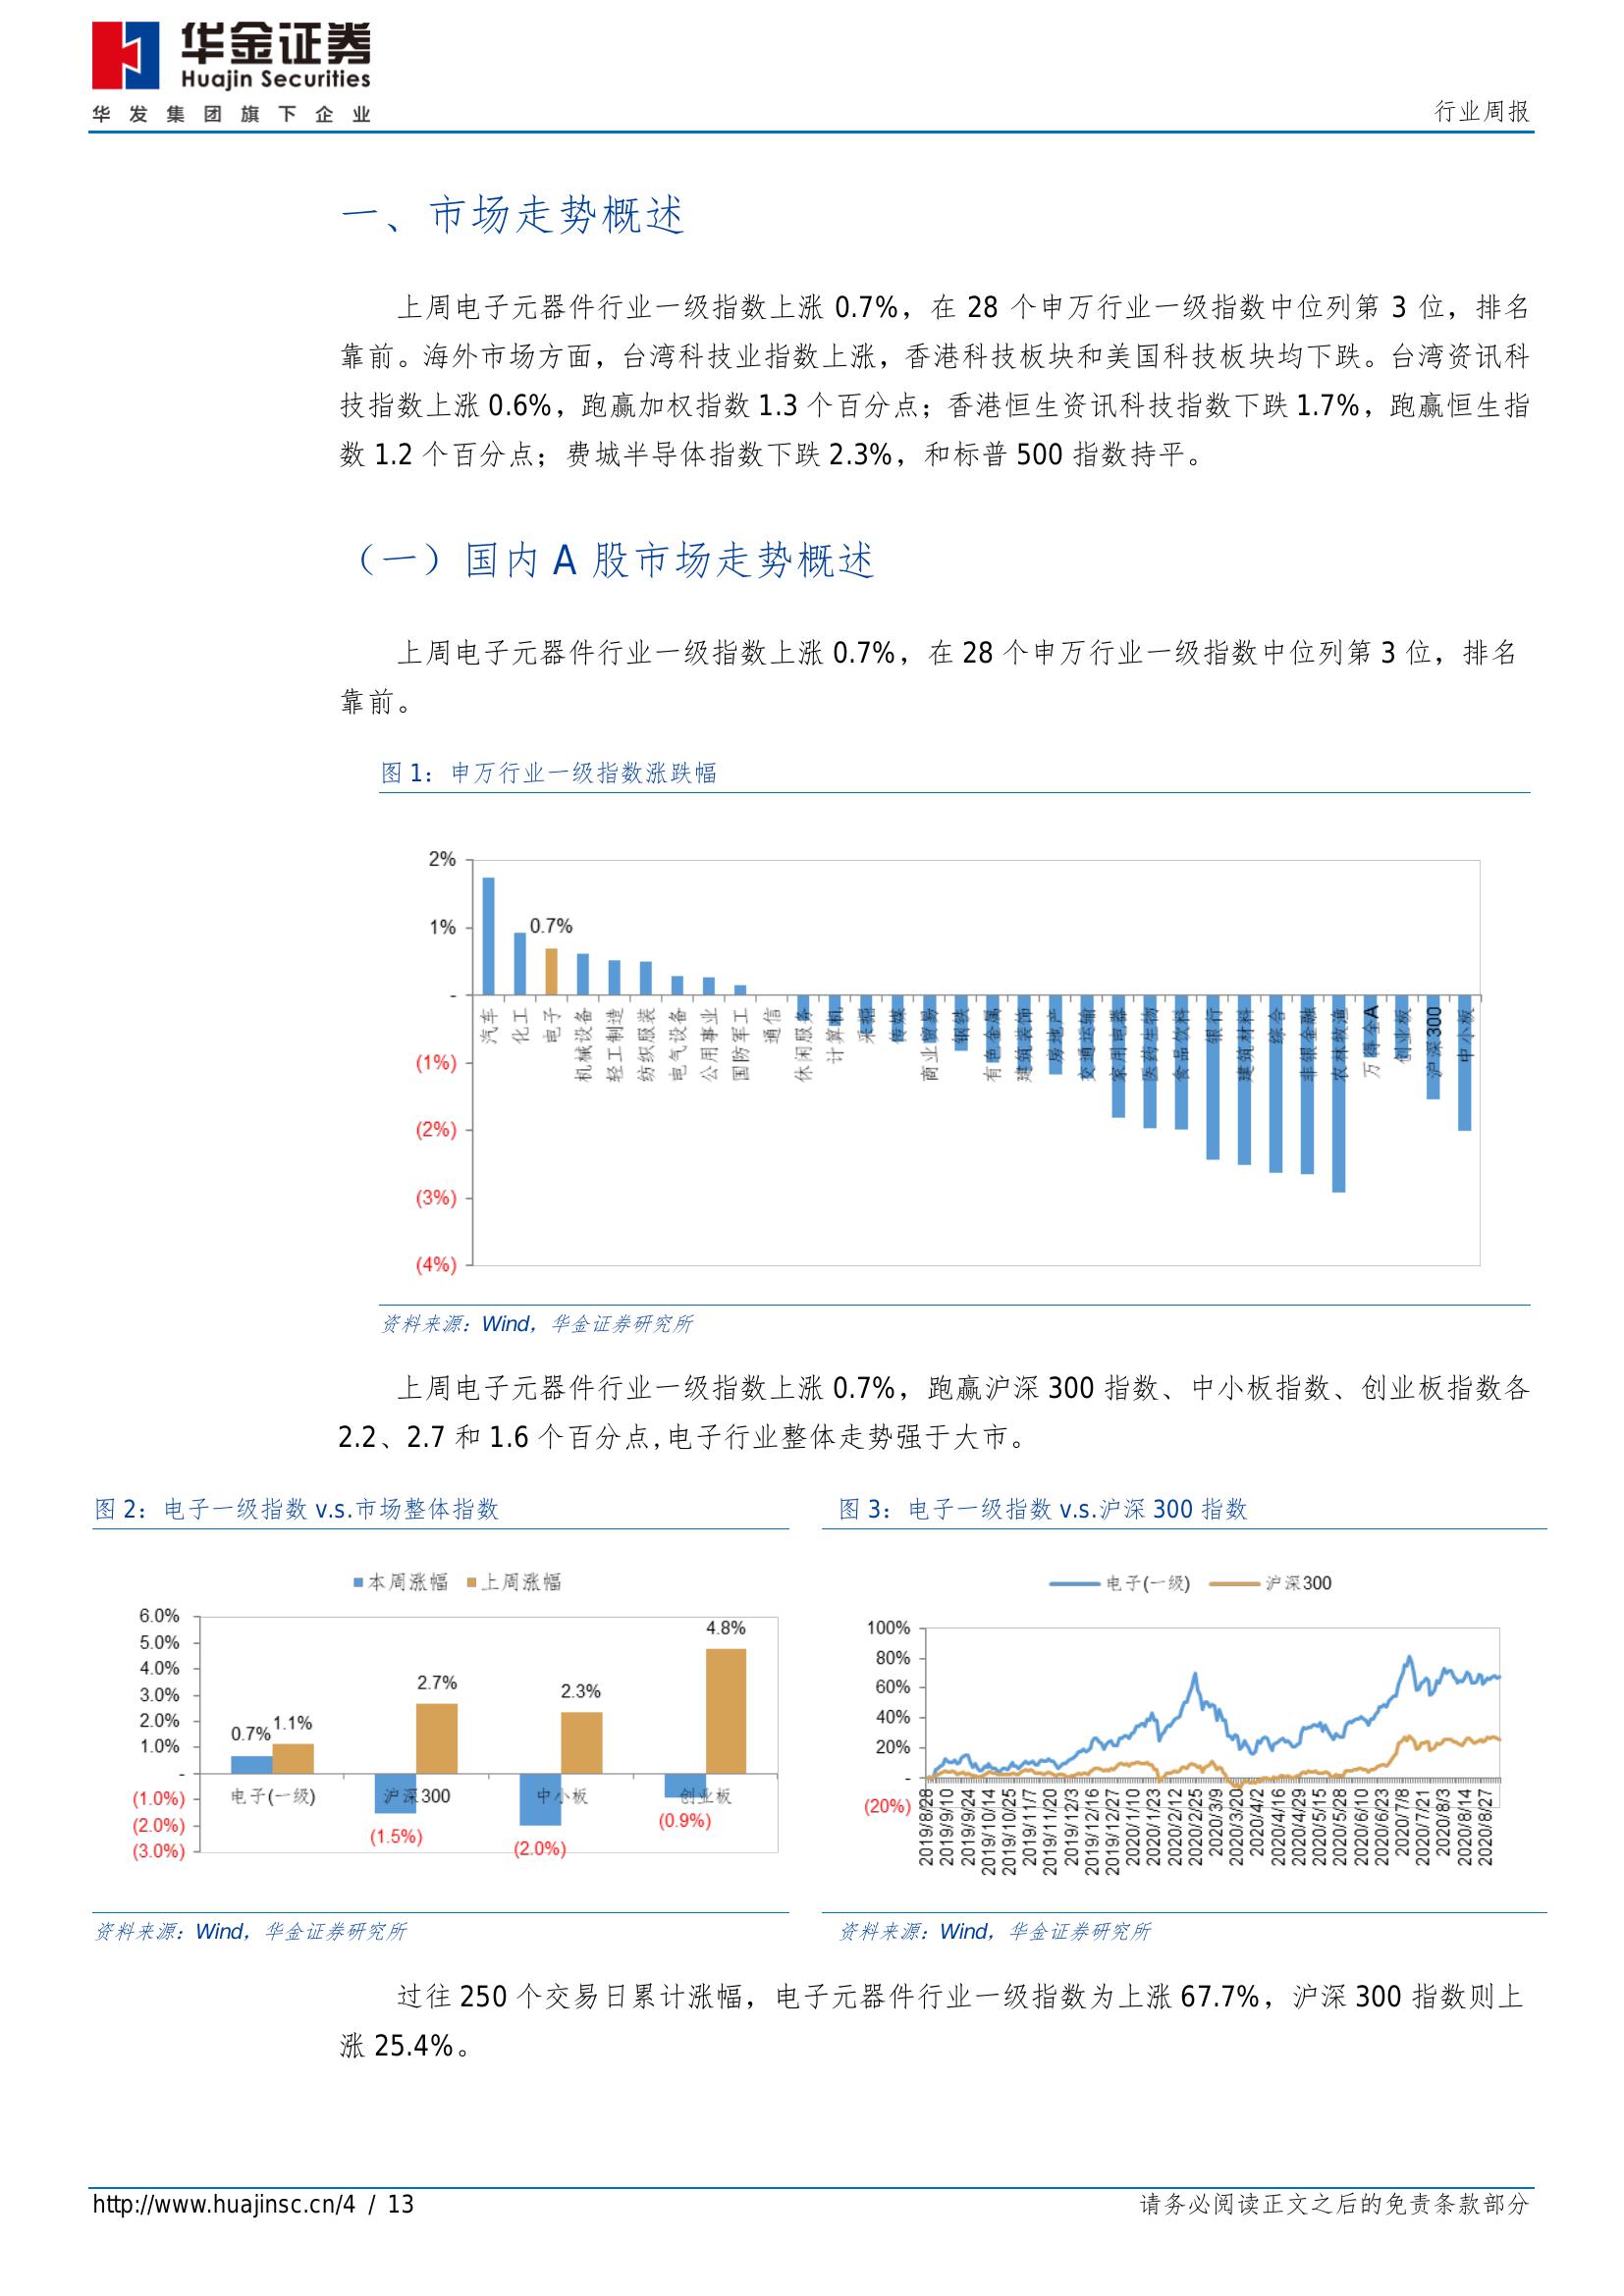 华金证券
Huajin Securities
华发集团旗下企业
行业周报
一、市场走势概述
上周电子元器件行业一级指数上涨 0.7%，在 28 个申万行业一级指数中位列第 3 位，排名
靠前。海外市场方面，台湾科技业指数上涨，香港科技板块和美国科技板块均下跌。台湾资讯科
技指数上涨 0.6%，跑赢加权指数 1.3 个百分点；香港恒生资讯科技指数下跌 1.7%，跑赢恒生指
数 1.2 个百分点；费城半导体指数下跌 2.3%，和标普 500 指数持平。
（一）国内 A 股市场走势概述
上周电子元器件行业一级指数上涨 0.7%，在 28 个申万行业一级指数中位列第 3 位，排名
靠前。
图 1：申万行业一级指数涨跌幅
2%
1%
-
(1%)
(2%)
(3%)
(4%)
0.7%
汽车
化工
电子
机械设备
轻工制造
纺织服装
电气设备
公用事业
国防军工
通信
休闲服务
计算机
采掘
传媒
商业贸易
钢铁
有色金属
建筑装饰
房地产
交通运输
家用电器
医药生物
食品饮料
银行
建筑材料
综合
非银金融
农林牧渔
万得全A
创业板
沪深300
中小板
资料来源：Wind，华金证券研究所
上周电子元器件行业一级指数上涨 0.7%，跑赢沪深 300 指数、中小板指数、创业板指数各
2.2、2.7 和 1.6 个百分点,电子行业整体走势强于大市。
图 2：电子一级指数 v.s.市场整体指数
本周涨幅 上周涨幅
6.0%
5.0%
4.0%
3.0%
2.0%
1.0%
-
(1.0%)
(2.0%)
(3.0%)
0.7% 1.1%
2.7%
2.3%
4.8%
电子(一级) 沪深300 中小板 创业板
(1.5%)
(2.0%)
(0.9%)
资料来源：Wind，华金证券研究所
图 3：电子一级指数 v.s.沪深 300 指数
电子(一级) 沪深300
100%
80%
60%
40%
20%
-
(20%)
2019/8/28
2019/9/10
2019/9/24
2019/10/14
2019/10/25
2019/11/7
2019/11/20
2019/12/3
2019/12/16
2019/12/27
2020/1/10
2020/1/23
2020/2/12
2020/2/25
2020/3/9
2020/3/20
2020/4/2
2020/4/16
2020/4/29
2020/5/15
2020/5/28
2020/6/10
2020/6/23
2020/7/8
2020/7/21
2020/8/3
2020/8/14
2020/8/27
资料来源：Wind，华金证券研究所
过往 250 个交易日累计涨幅，电子元器件行业一级指数为上涨 67.7%，沪深 300 指数则上
涨 25.4%。
http://www.huajinsc.cn/4 / 13
请务必阅读正文之后的免责条款部分